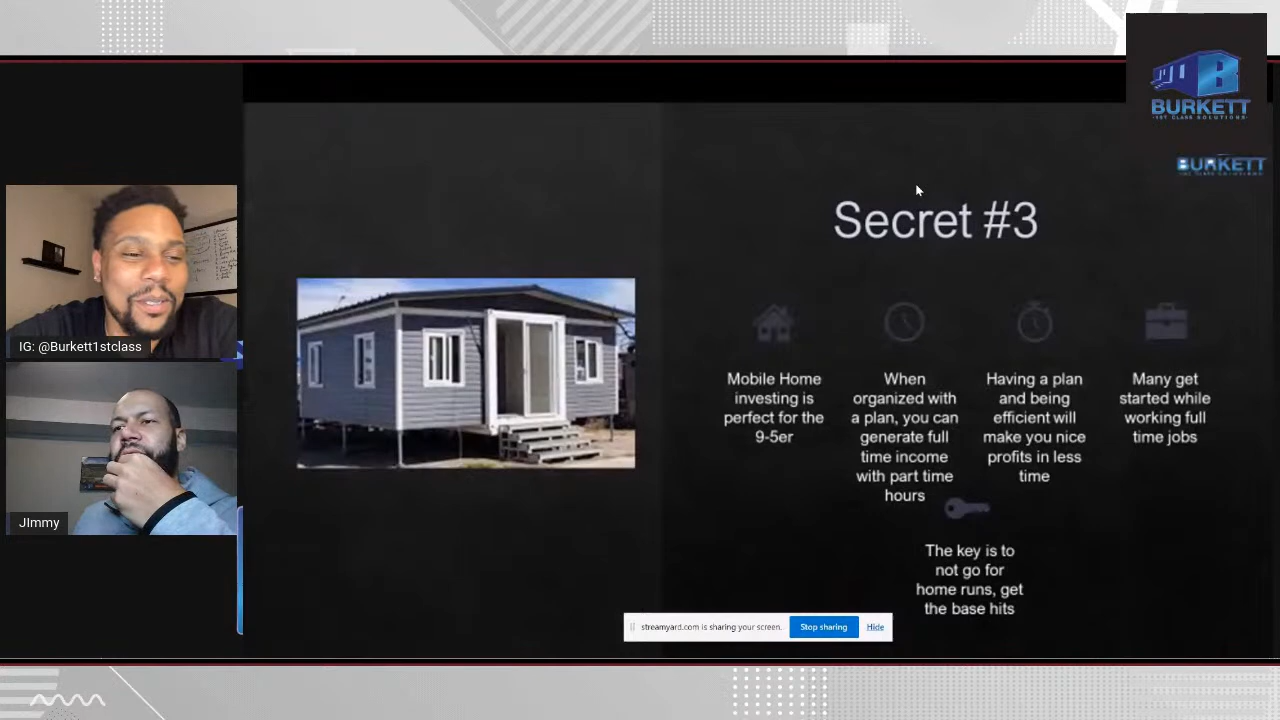 BURKETT
1ST CLASS SOLUTIONS
BURKETT
Secret #3
Mobile Home
investing is
perfect for the
9-5er
When
organized with
a plan, you can
generate full
time income
with part time
hours
Having a plan
and being
efficient will
make you nice
profits in less
time
Many get
started while
working full
time jobs
The key is to
not go for
home runs, get
the base hits
IG: @Burkett1stclass
JImmy
streamyard.com is sharing your screen.
Stop sharing
Hide